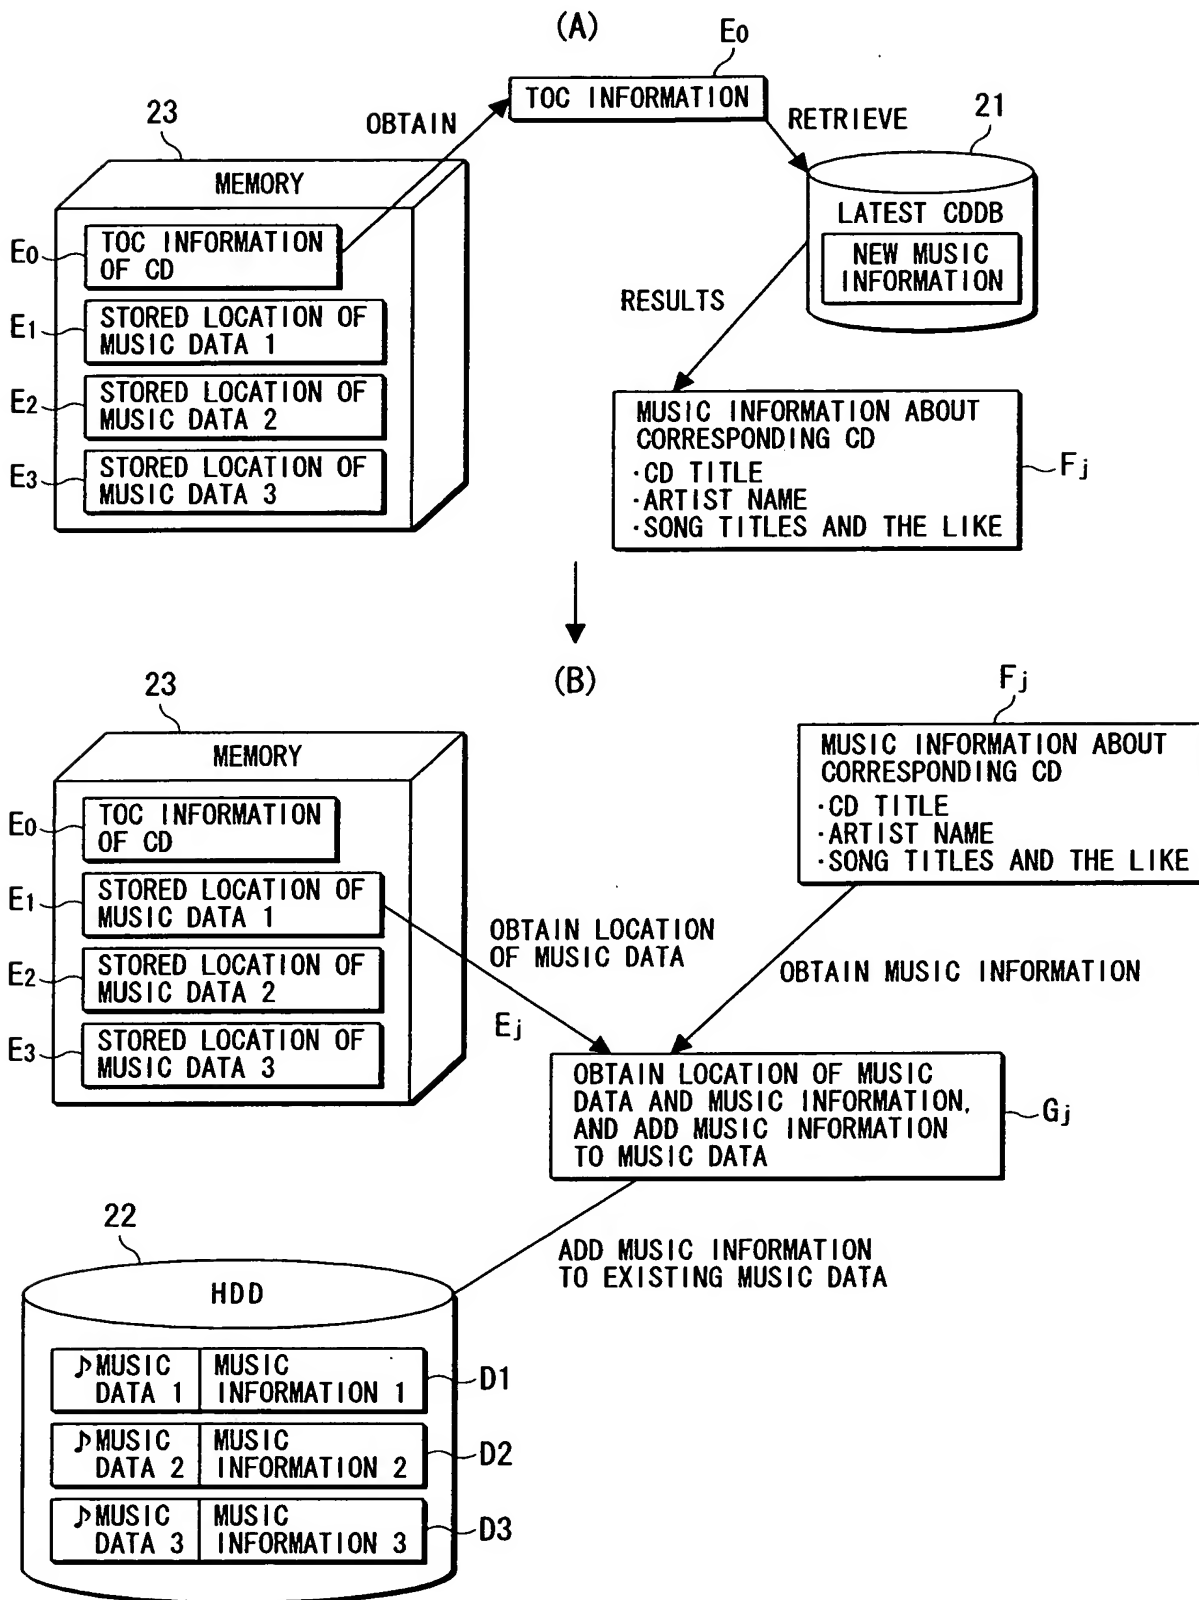 (A)
E0
TOC INFORMATION
23
OBTAIN
RETRIEVE
21
MEMORY
LATEST CDDB
NEW MUSIC
INFORMATION
E0
TOC INFORMATION
OF CD
E1
STORED LOCATION OF
MUSIC DATA 1
E2
STORED LOCATION OF
MUSIC DATA 2
E3
STORED LOCATION OF
MUSIC DATA 3
RESULTS
MUSIC INFORMATION ABOUT
CORRESPONDING CD
·CD TITLE
·ARTIST NAME
·SONG TITLES AND THE LIKE
Fj
(B)
23
MEMORY
E0
TOC INFORMATION
OF CD
E1
STORED LOCATION OF
MUSIC DATA 1
E2
STORED LOCATION OF
MUSIC DATA 2
E3
STORED LOCATION OF
MUSIC DATA 3
Fj
MUSIC INFORMATION ABOUT
CORRESPONDING CD
·CD TITLE
·ARTIST NAME
·SONG TITLES AND THE LIKE
OBTAIN LOCATION
OF MUSIC DATA
Ej
OBTAIN MUSIC INFORMATION
OBTAIN LOCATION OF MUSIC
DATA AND MUSIC INFORMATION,
AND ADD MUSIC INFORMATION
TO MUSIC DATA
Gj
22
HDD
ADD MUSIC INFORMATION
TO EXISTING MUSIC DATA
♪MUSIC
DATA 1
MUSIC
INFORMATION 1
D1
♪MUSIC
DATA 2
MUSIC
INFORMATION 2
D2
♪MUSIC
DATA 3
MUSIC
INFORMATION 3
D3